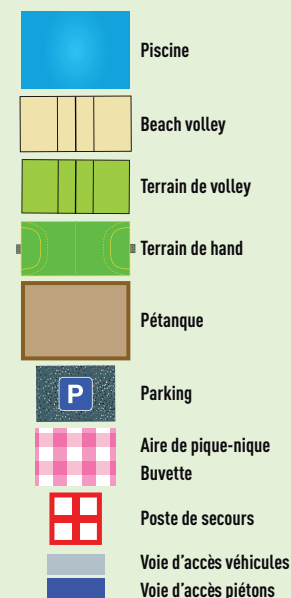 Piscine
Beach volley
Terrain de volley
Terrain de hand
Pétanque
P
Parking
Aire de pique-nique
Buvette
Poste de secours
Voie d'accès véhicules
Voie d'accès piétons